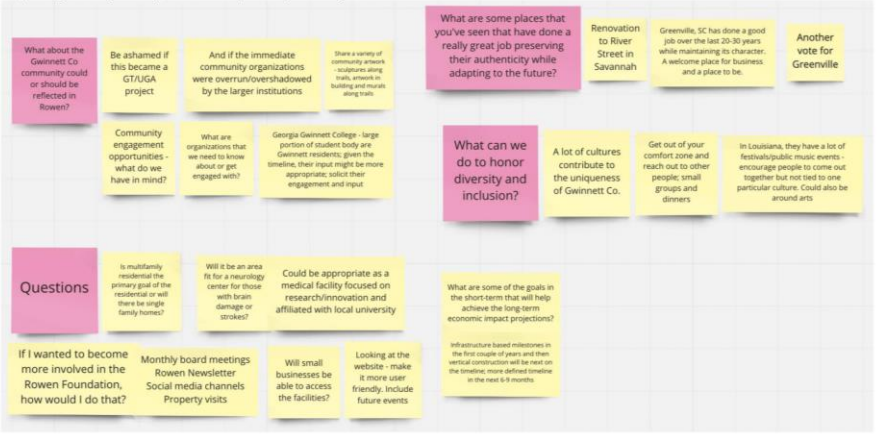 What about the
Gwinnett Co
community could
or should be
reflected in
Rowen?
Be ashamed if
this became a
GT/UGA
project
And if the immediate
community organizations
were overrun/overshadowed
by the larger institutions
Share a variety of
community artwork
- sculptures along
trails, artwork in
building and murals
along trails
Community
engagement
opportunities -
what do we
have in mind?
What are
organizations that
we need to know
about or get
engaged with?
Georgia Gwinnett College - large
portion of student body are
Gwinnett residents; given the
timeline, their input might be more
appropriate; solicit their
engagement and input
What are some places that
you've seen that have done a
really great job preserving
their authenticity while
adapting to the future?
Renovation
to River
Street in
Savannah
Greenville, SC has done a good
job over the last 20-30 years
while maintaining its character.
A welcome place for business
and a place to be.
Another
vote for
Greenville
What can we
do to honor
diversity and
inclusion?
A lot of cultures
contribute to
the uniqueness
of Gwinnett Co.
Get out of your
comfort zone and
reach out to other
people; small
groups and
dinners
In Louisiana, they have a lot of
festivals/public music events -
encourage people to come out
together but not tied to one
particular culture. Could also be
around arts
Questions
Is multifamily
residential the
primary goal of the
residential or will
there be single
family homes?
Will it be an area
fit for a neurology
center for those
with brain
damage or
strokes?
Could be appropriate as a
medical facility focused on
research/innovation and
affiliated with local university
If I wanted to become
more involved in the
Rowen Foundation,
how would I do that?
Monthly board meetings
Rowen Newsletter
Social media channels
Property visits
Will small
businesses be
able to access
the facilities?
Looking at the
website - make
it more user
friendly. Include
future events
What are some of the goals in
the short-term that will help
achieve the long-term
economic impact projections?
Infrastructure based milestones in
the first couple of years and then
vertical construction will be next on
the timeline; more defined timeline
in the next 6-9 months